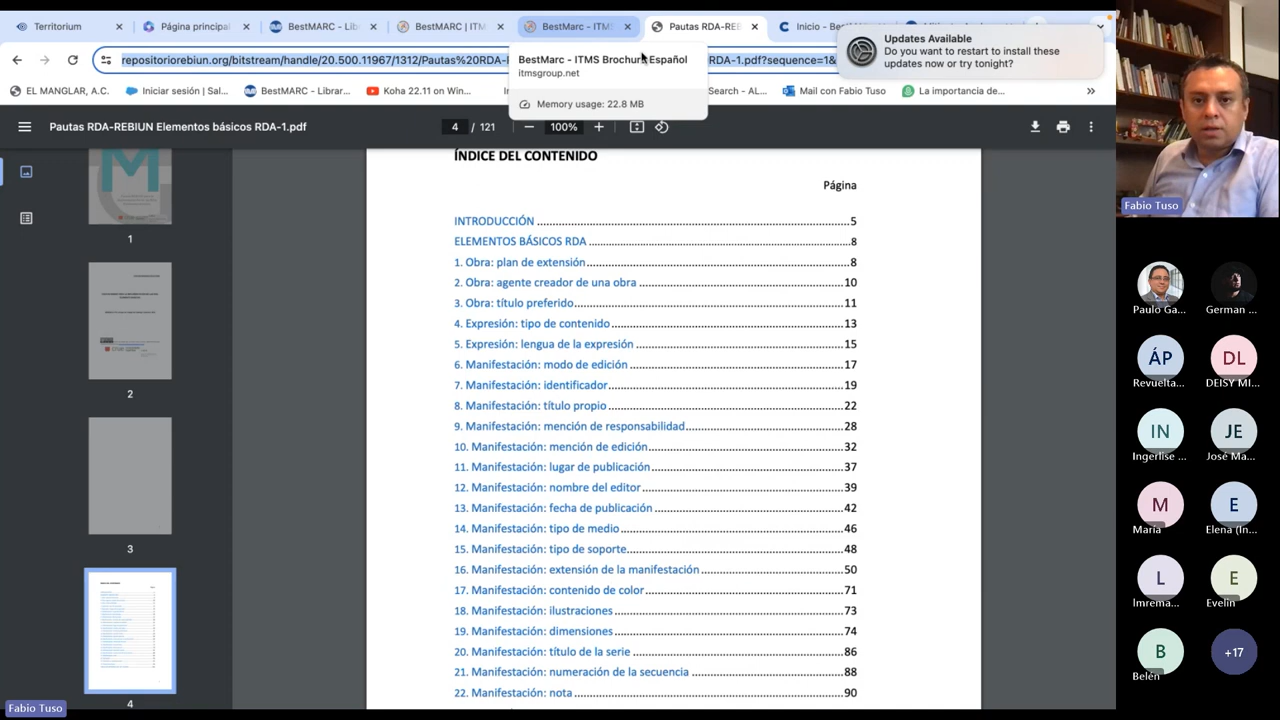 Territorium
Página principal
BestMARC - Lib
BestMARC | ITM
BestMarc - ITMS
Pautas RDA-REB
Inicio - BestMARC
Updates Available
Do you want to restart to install these
updates now or try tonight?
repositoriorebiun.org/bitstream/handle/20.500.11967/1312/Pautas%20RDA-
RDA-1.pdf?sequence=1&
BestMarc - ITMS Brochure Español
itmsgroup.net
Memory usage: 22.8 MB
EL MANGLAR, A.C.
Iniciar sesión | Sal...
BestMARC - Librar...
Koha 22.11 on Win...
Search - AL...
Mail con Fabio Tuso
La importancia de...
Pautas RDA-REBIUN Elementos básicos RDA-1.pdf
4 / 121
100%
1
2
3
4
ÍNDICE DEL CONTENIDO
Página
INTRODUCCIÓN 5
ELEMENTOS BÁSICOS RDA 8
1. Obra: plan de extensión 8
2. Obra: agente creador de una obra 10
3. Obra: título preferido 11
4. Expresión: tipo de contenido 13
5. Expresión: lengua de la expresión 15
6. Manifestación: modo de edición 17
7. Manifestación: identificador 19
8. Manifestación: título propio 22
9. Manifestación: mención de responsabilidad 28
10. Manifestación: mención de edición 32
11. Manifestación: lugar de publicación 37
12. Manifestación: nombre del editor 39
13. Manifestación: fecha de publicación 42
14. Manifestación: tipo de medio 46
15. Manifestación: tipo de soporte 48
16. Manifestación: extensión de la manifestación 50
17. Manifestación: contenido de color 71
18. Manifestación: ilustraciones 73
19. Manifestación: dimensiones 74
20. Manifestación: título de la serie 86
21. Manifestación: numeración de la secuencia 88
22. Manifestación: nota 90
Fabio Tuso
Fabio Tuso
Paulo Ga...
German ...
ÁP
Revuelta...
DL
DEISY MI...
IN
Ingerlise ...
JE
José Ma...
M
María
E
Elena (In...
L
lmrema...
E
Evelin
B
Belén
+17